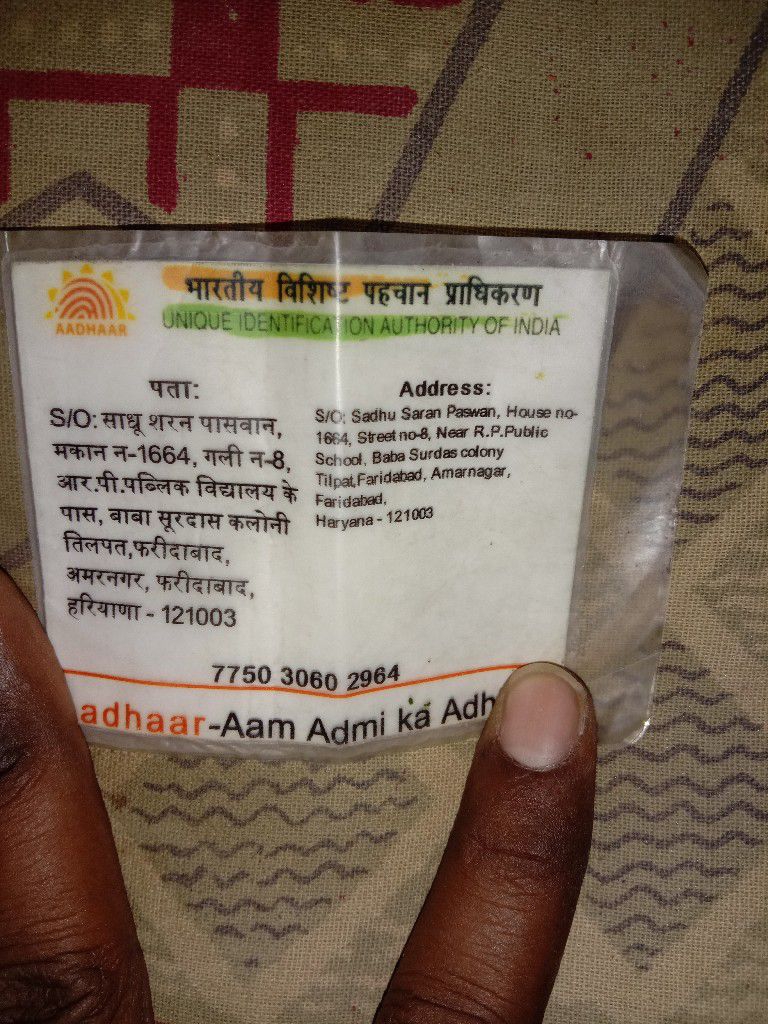 भारतीय विशिष्ट पहचान प्राधिकरण
UNIQUE IDENTIFICATION AUTHORITY OF INDIA
AADHAAR
पता:
S/O: साधू शरन पासवान,
मकान न-1664, गली न-8,
आर.पी.पब्लिक विद्यालय के
पास, बाबा सूरदास कलोनी
तिलपत,फरीदाबाद,
अमरनगर, फरीदाबाद,
हरियाणा - 121003
Address:
S/O: Sadhu Saran Paswan, House no-
1664, Street no-8, Near R.P.Public
School, Baba Surdas colony
Tilpat,Faridabad, Amarnagar,
Faridabad,
Haryana - 121003
7750 3060 2964
adhaar-Aam Admi ka Adh